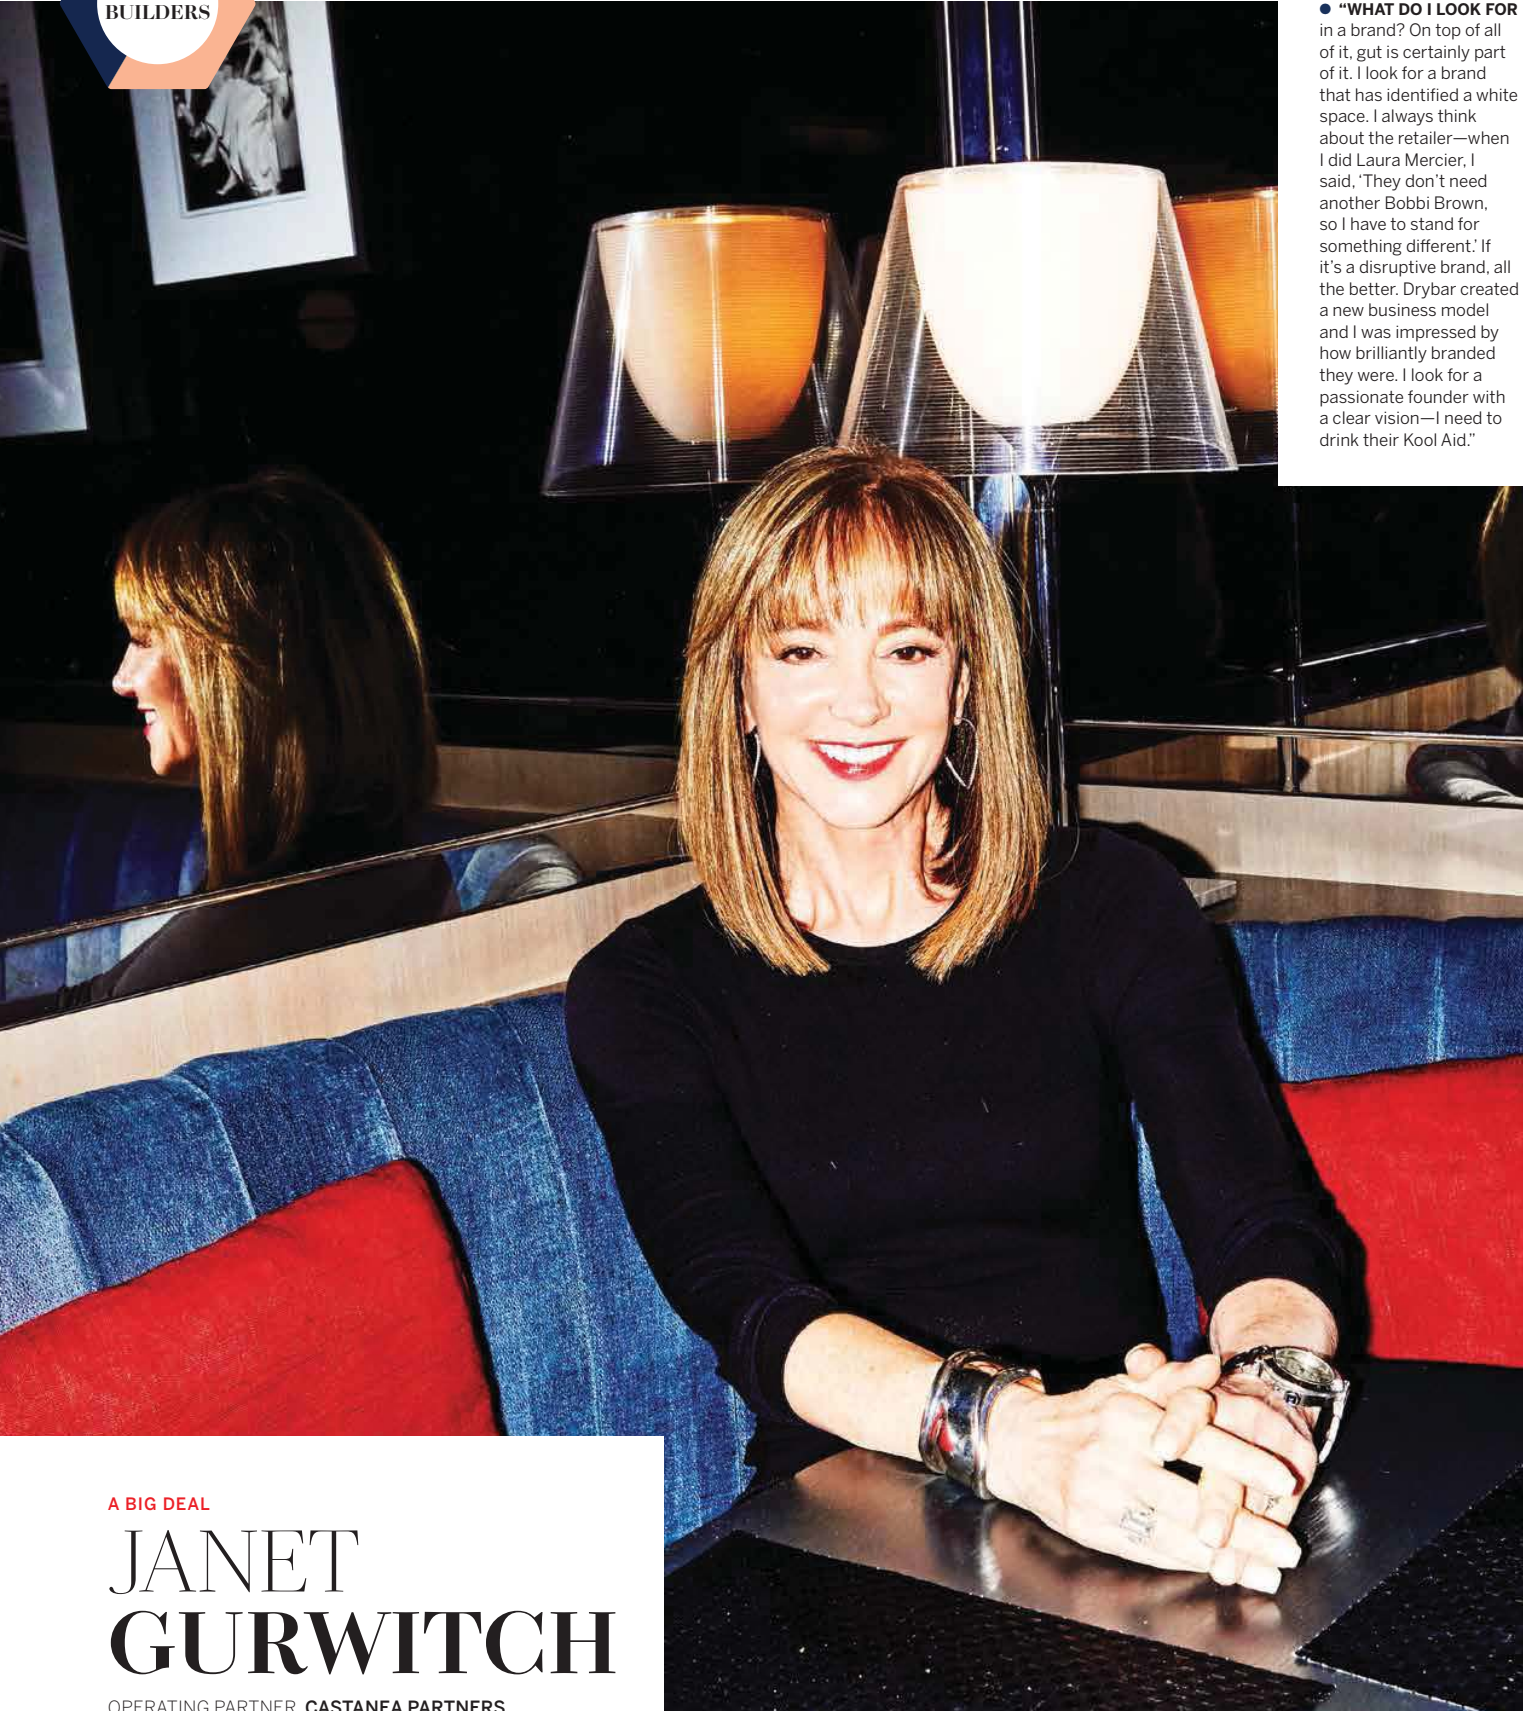 BUILDERS
● “WHAT DO I LOOK FOR
in a brand? On top of all
of it, gut is certainly part
of it. I look for a brand
that has identified a white
space. I always think
about the retailer—when
I did Laura Mercier, I
said, ‘They don’t need
another Bobbi Brown,
so I have to stand for
something different.’ If
it’s a disruptive brand, all
the better. Drybar created
a new business model
and I was impressed by
how brilliantly branded
they were. I look for a
passionate founder with
a clear vision—I need to
drink their Kool Aid.”
A BIG DEAL
JANET
GURWITCH
OPERATING PARTNER, CASTANEA PARTNERS